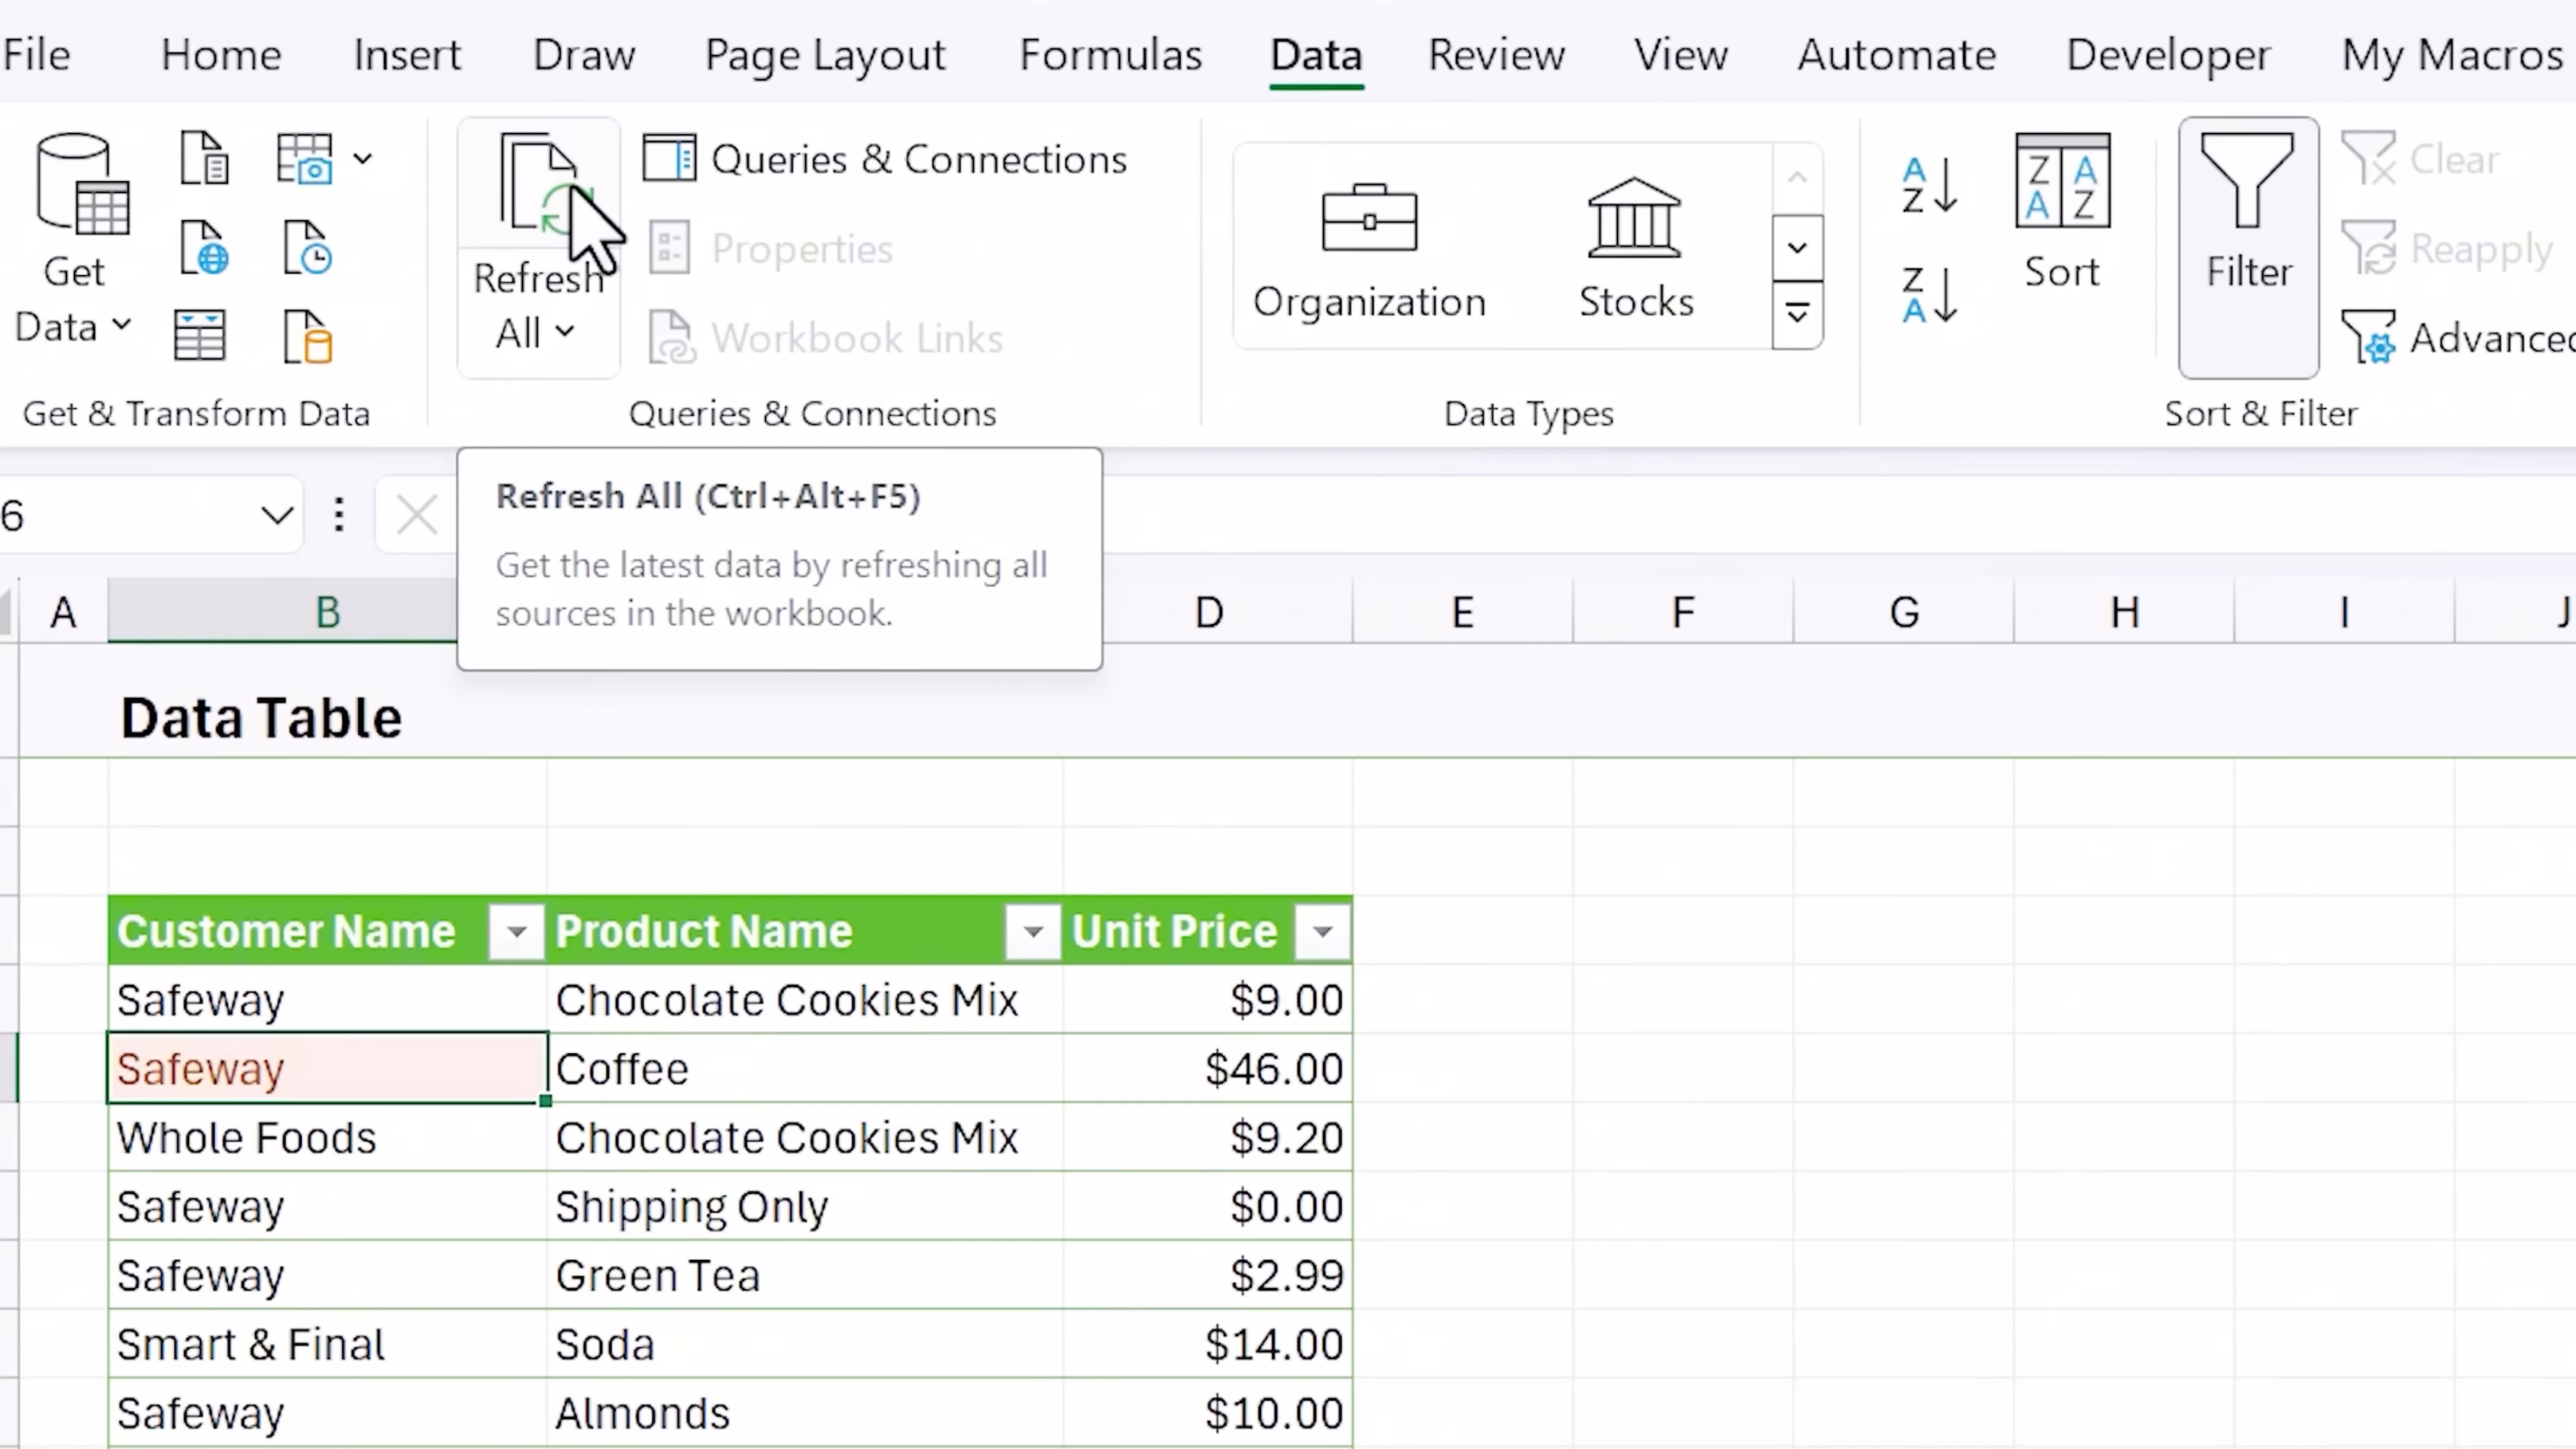 File Home Insert Draw Page Layout Formulas Data Review View Automate Developer My Macros
Get
Data
Get & Transform Data
Refresh
All
Queries & Connections
Properties
Workbook Links
Queries & Connections
Organization
Stocks
Data Types
A
Z
Z
A
Z A
A Z
Sort
Filter
Clear
Reapply
Advanced
Sort & Filter
6
Refresh All (Ctrl+Alt+F5)
Get the latest data by refreshing all
sources in the workbook.
A B D E F G H I J
Data Table
Customer Name Product Name Unit Price
Safeway Chocolate Cookies Mix $9.00
Safeway Coffee $46.00
Whole Foods Chocolate Cookies Mix $9.20
Safeway Shipping Only $0.00
Safeway Green Tea $2.99
Smart & Final Soda $14.00
Safeway Almonds $10.00